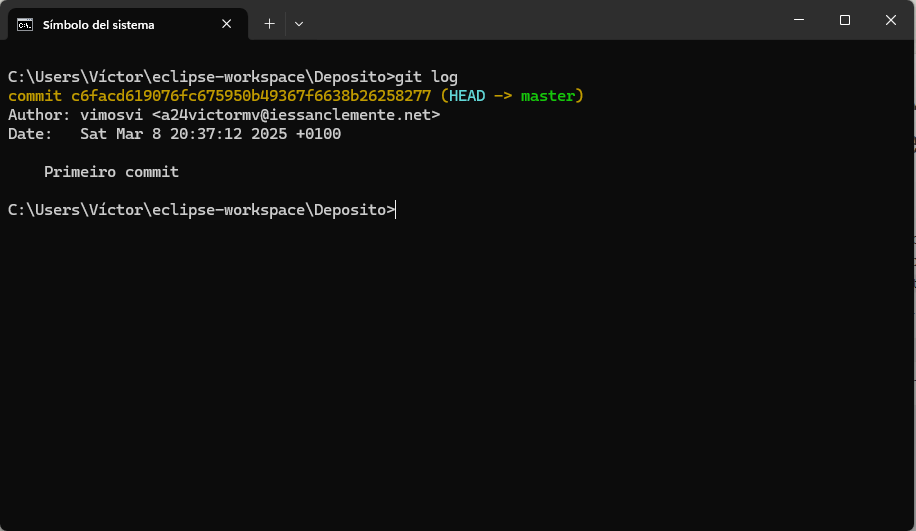 Símbolo del sistema
C:\Users\Víctor\eclipse-workspace\Deposito>git log
commit c6facd619076fc675950b49367f6638b26258277 (HEAD -> master)
Author: vimosvi <a24victormv@iessanclemente.net>
Date:   Sat Mar 8 20:37:12 2025 +0100
Primeiro commit
C:\Users\Víctor\eclipse-workspace\Deposito>